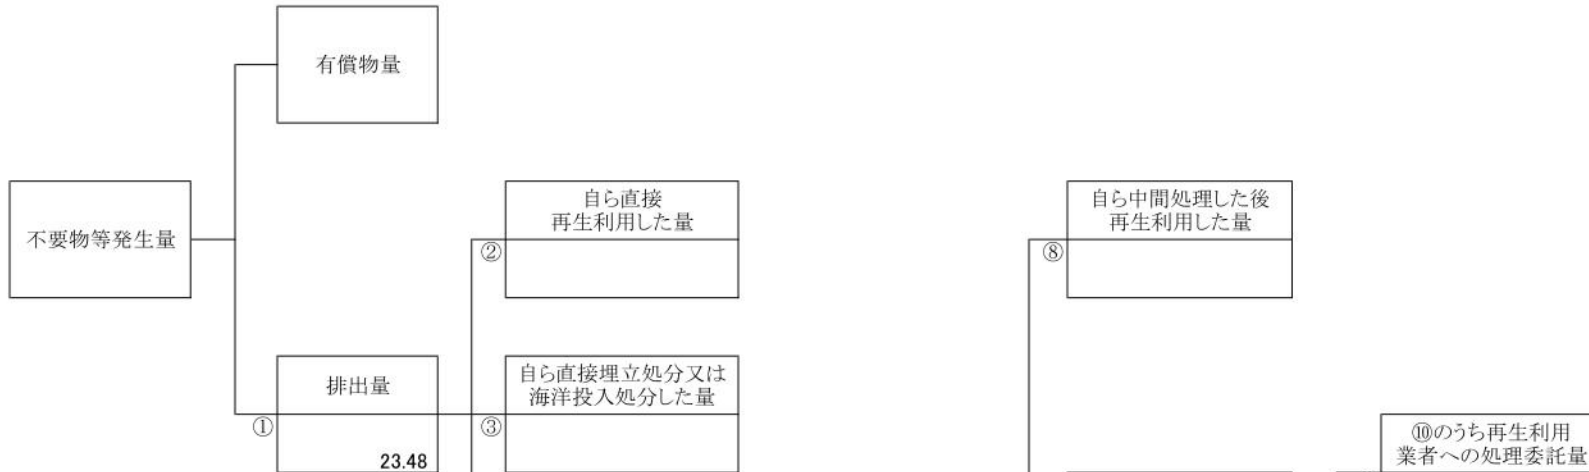 有償物量
不要物等発生量
自ら直接
再生利用した量
②
自ら中間処理した後
再生利用した量
⑧
排出量
①
23.48
自ら直接埋立処分又は
海洋投入処分した量
③
⑩のうち再生利用
業者への処理委託量